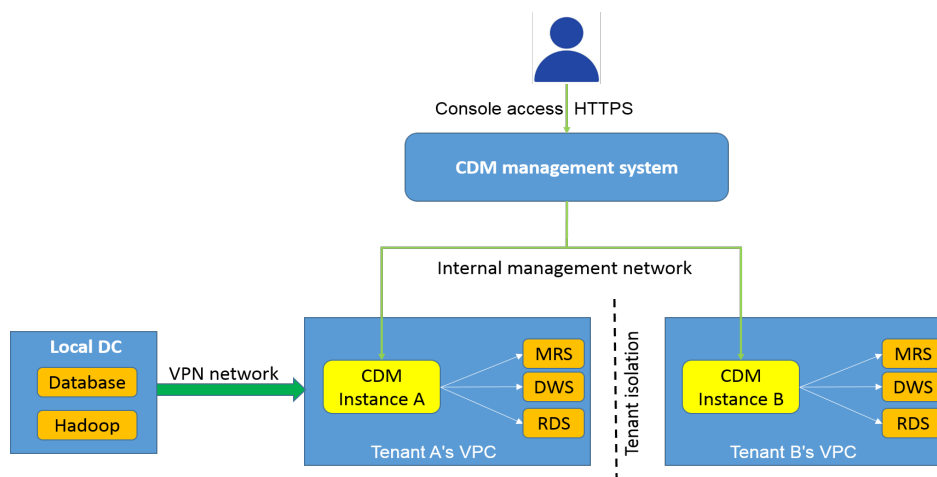 Console access HTTPS
CDM management system
Internal management network
Local DC
Database
Hadoop
VPN network
CDM
Instance A
MRS
DWS
RDS
Tenant A's VPC
Tenant isolation
CDM
Instance B
MRS
DWS
RDS
Tenant B's VPC